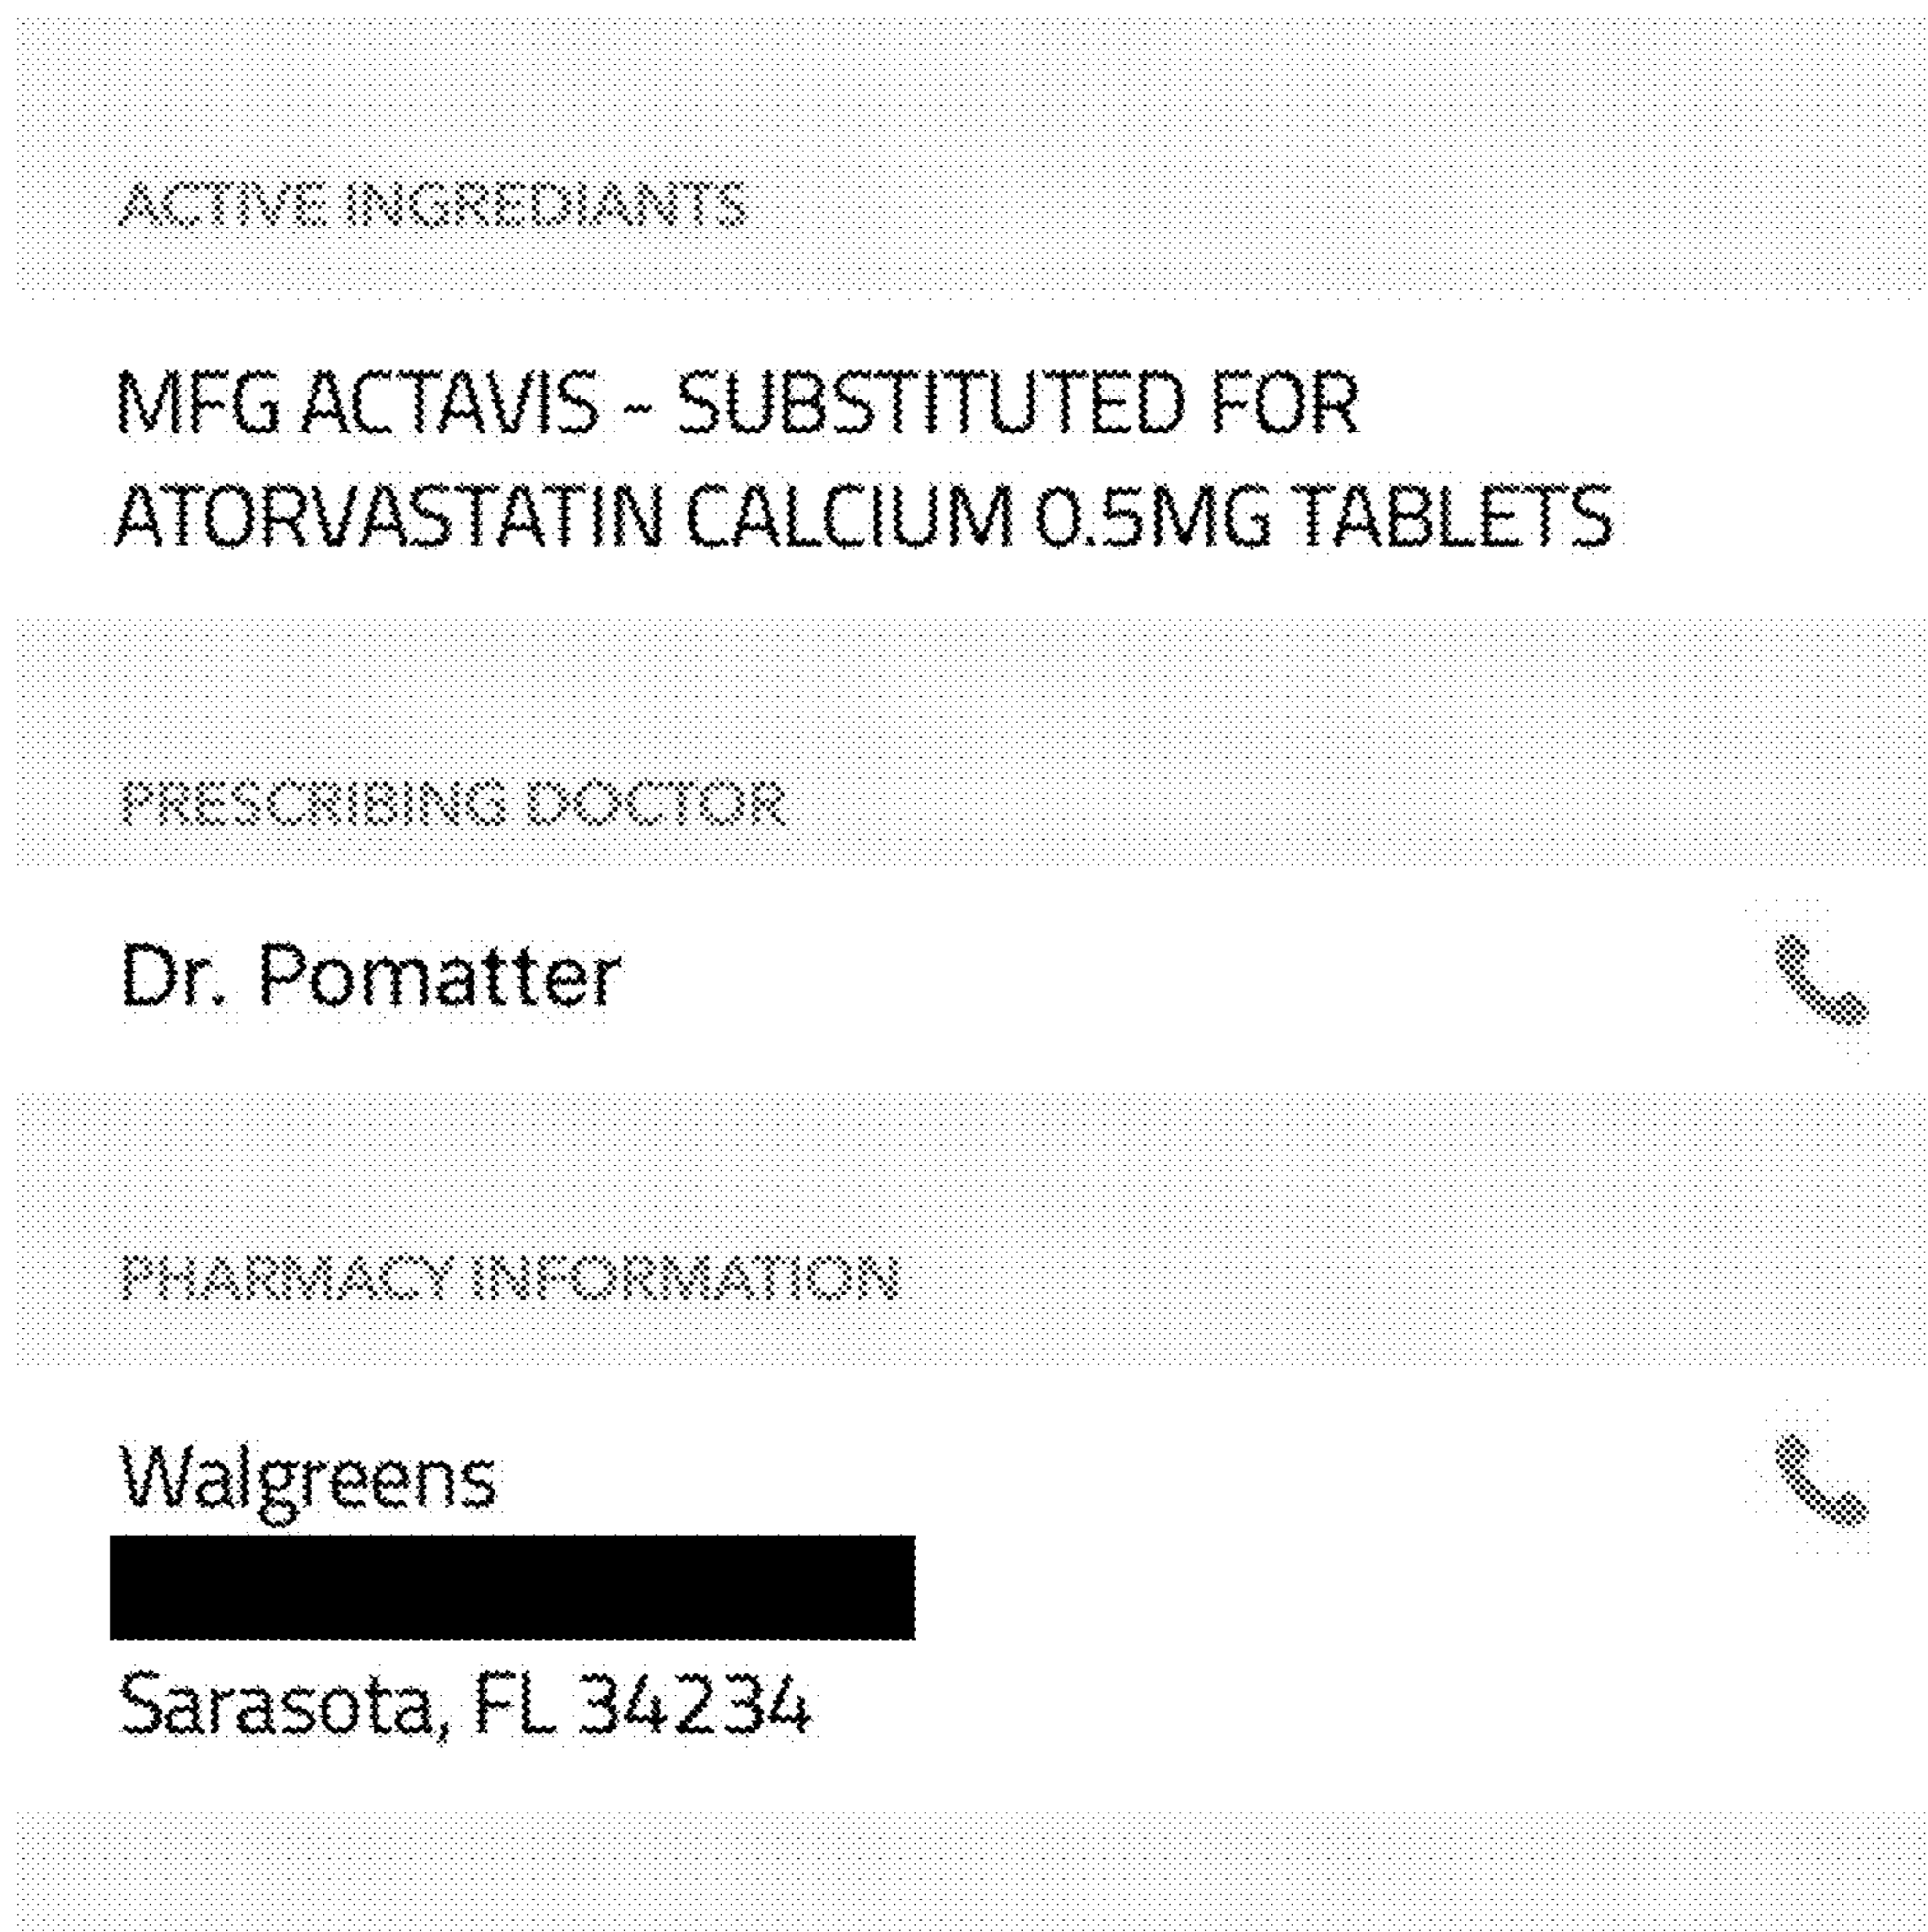 ACTIVE INGREDIANTS
MFG ACTAVIS - SUBSTITUTED FOR
ATORVASTATIN CALCIUM 0.5MG TABLETS
PRESCRIBING DOCTOR
Dr. Pomatter
PHARMACY INFORMATION
Walgreens
Sarasota, FL 34234